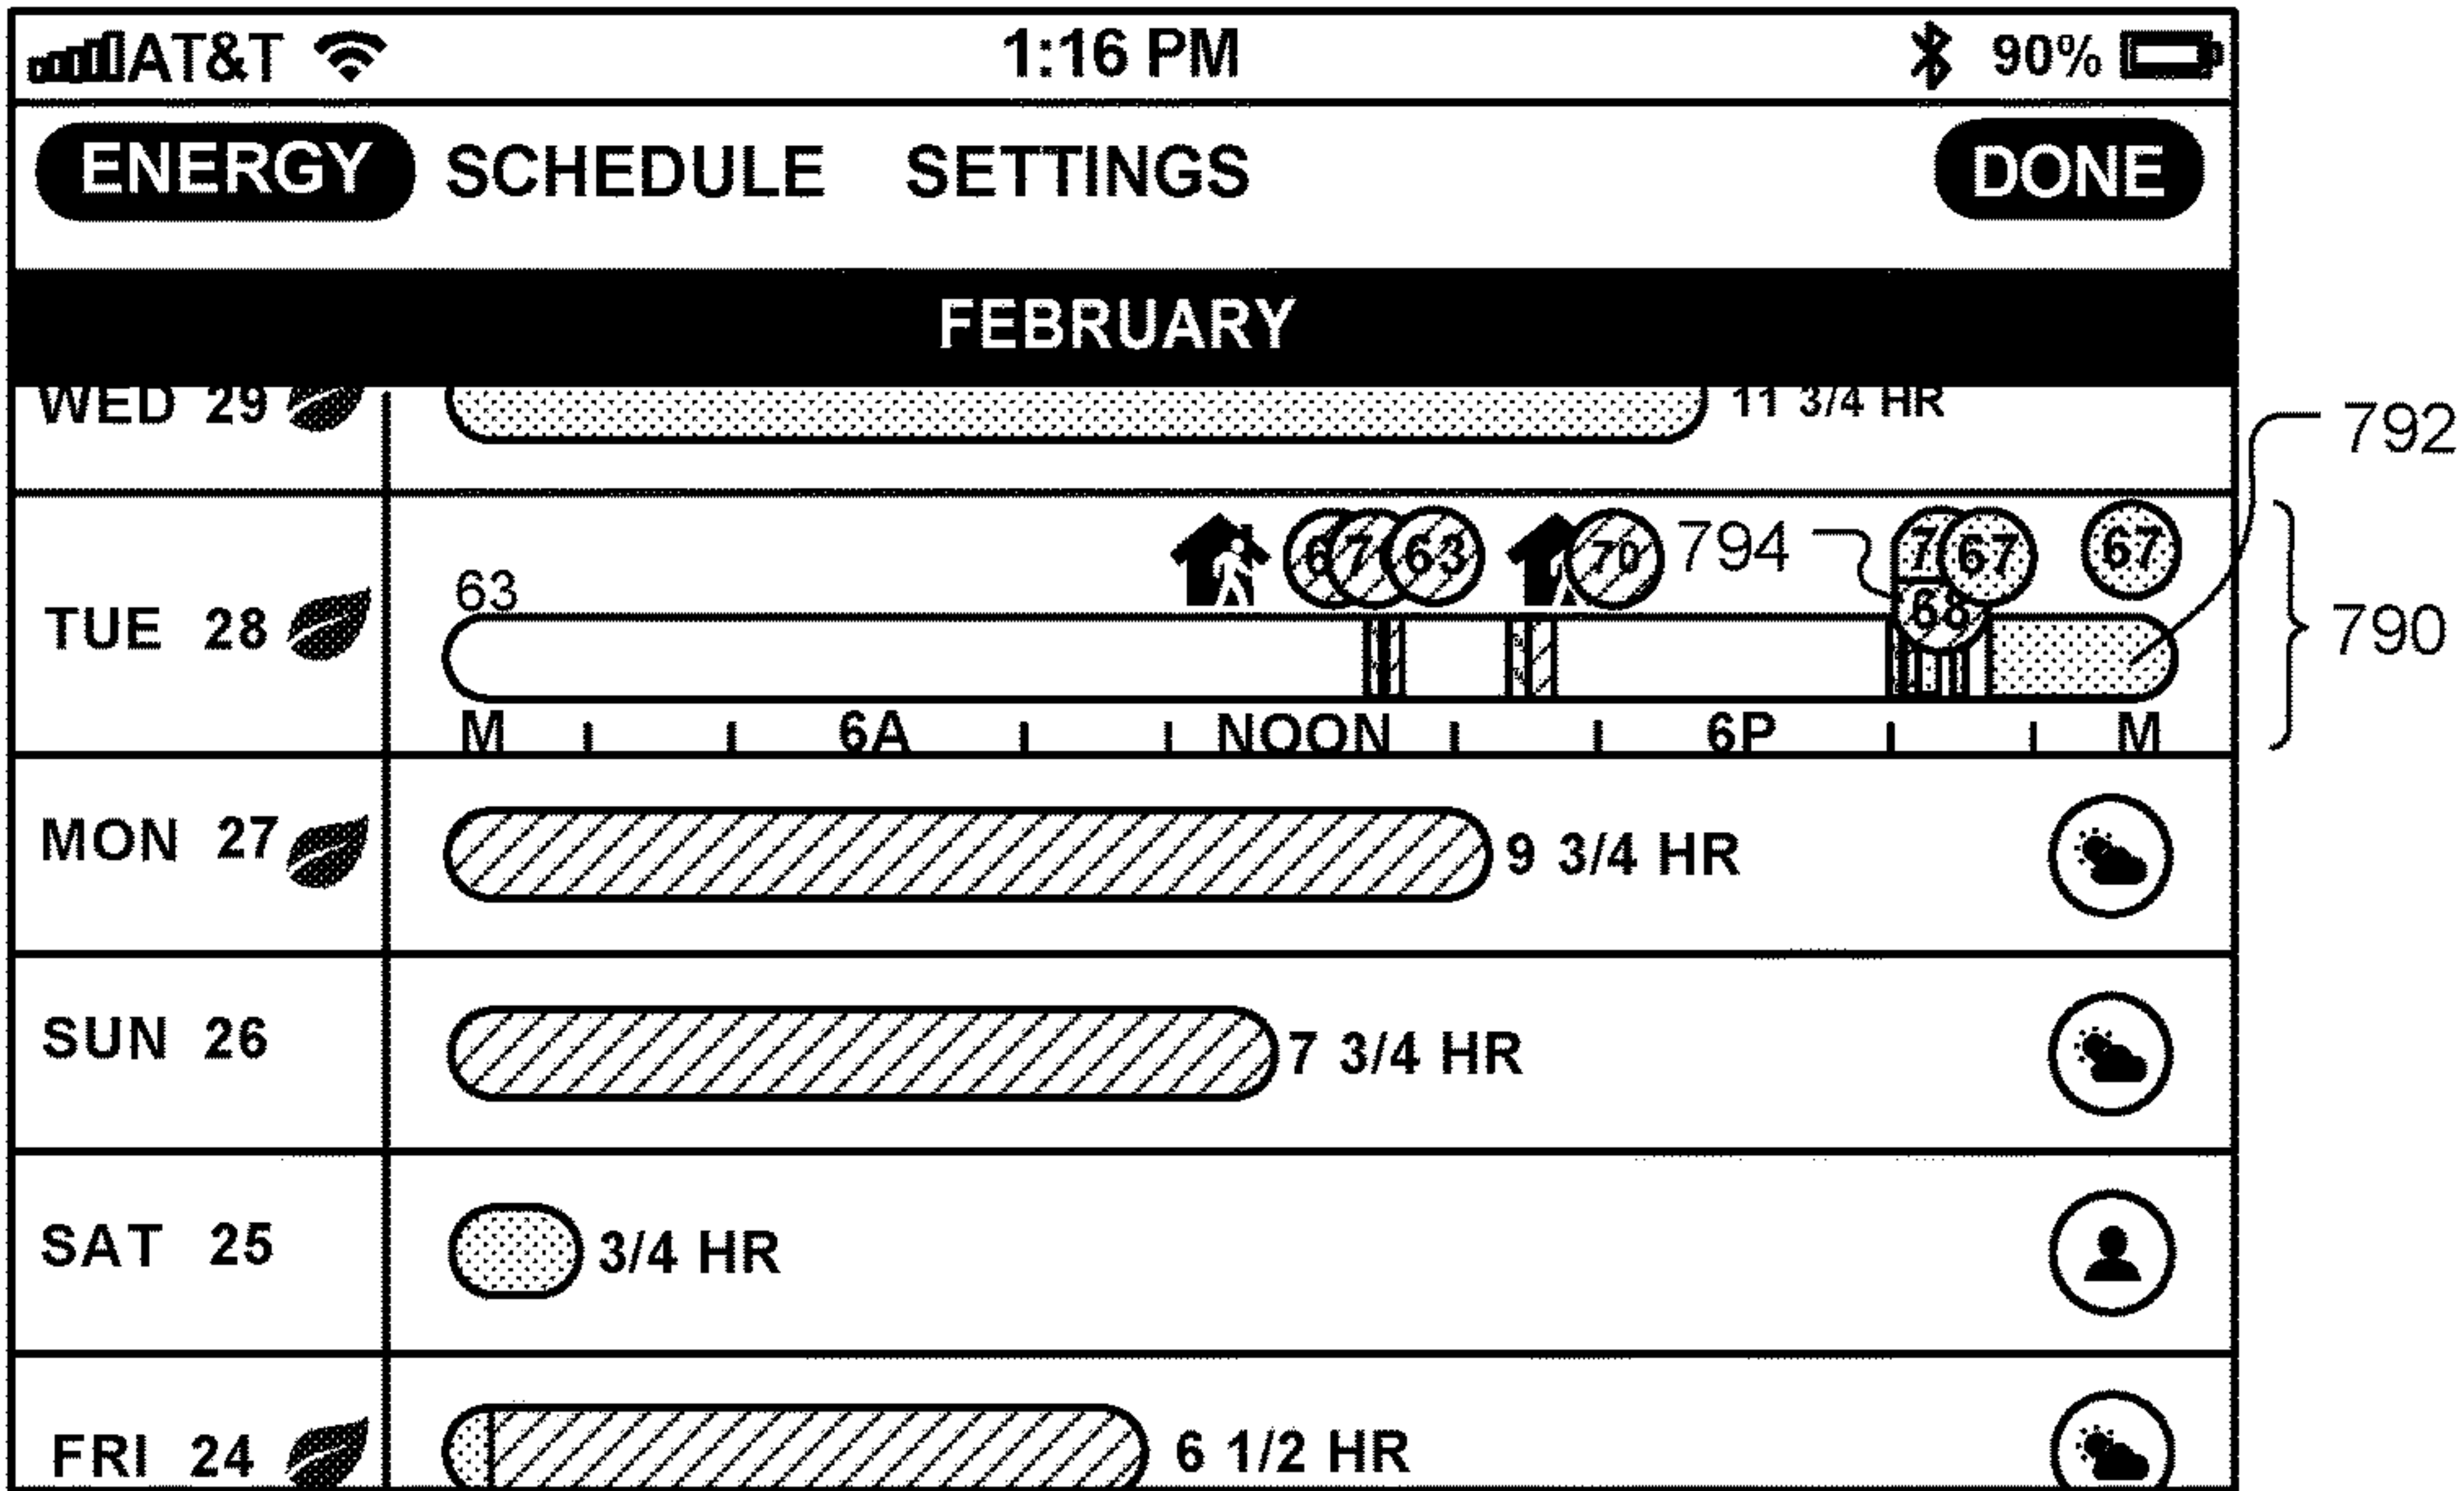 AT&T 1:16 PM 90%
ENERGY SCHEDULE SETTINGS DONE
FEBRUARY
WED 29 11 3/4 HR
792
TUE 28 63 63 70 794 67 67
68
790
M 6A NOON 6P M
MON 27 9 3/4 HR
SUN 26 7 3/4 HR
SAT 25 3/4 HR
FRI 24 6 1/2 HR